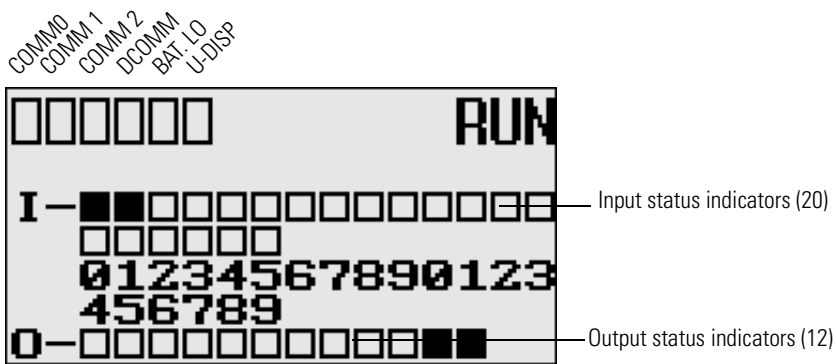 COMM0
COMM 1
COMM 2
DCOMM
BAT. LO
U-DISP
RUN
I
Input status indicators (20)
01234567890123
456789
O
Output status indicators (12)